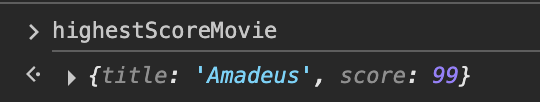 > highestScoreMovie
<· ▶ {title: 'Amadeus', score: 99}